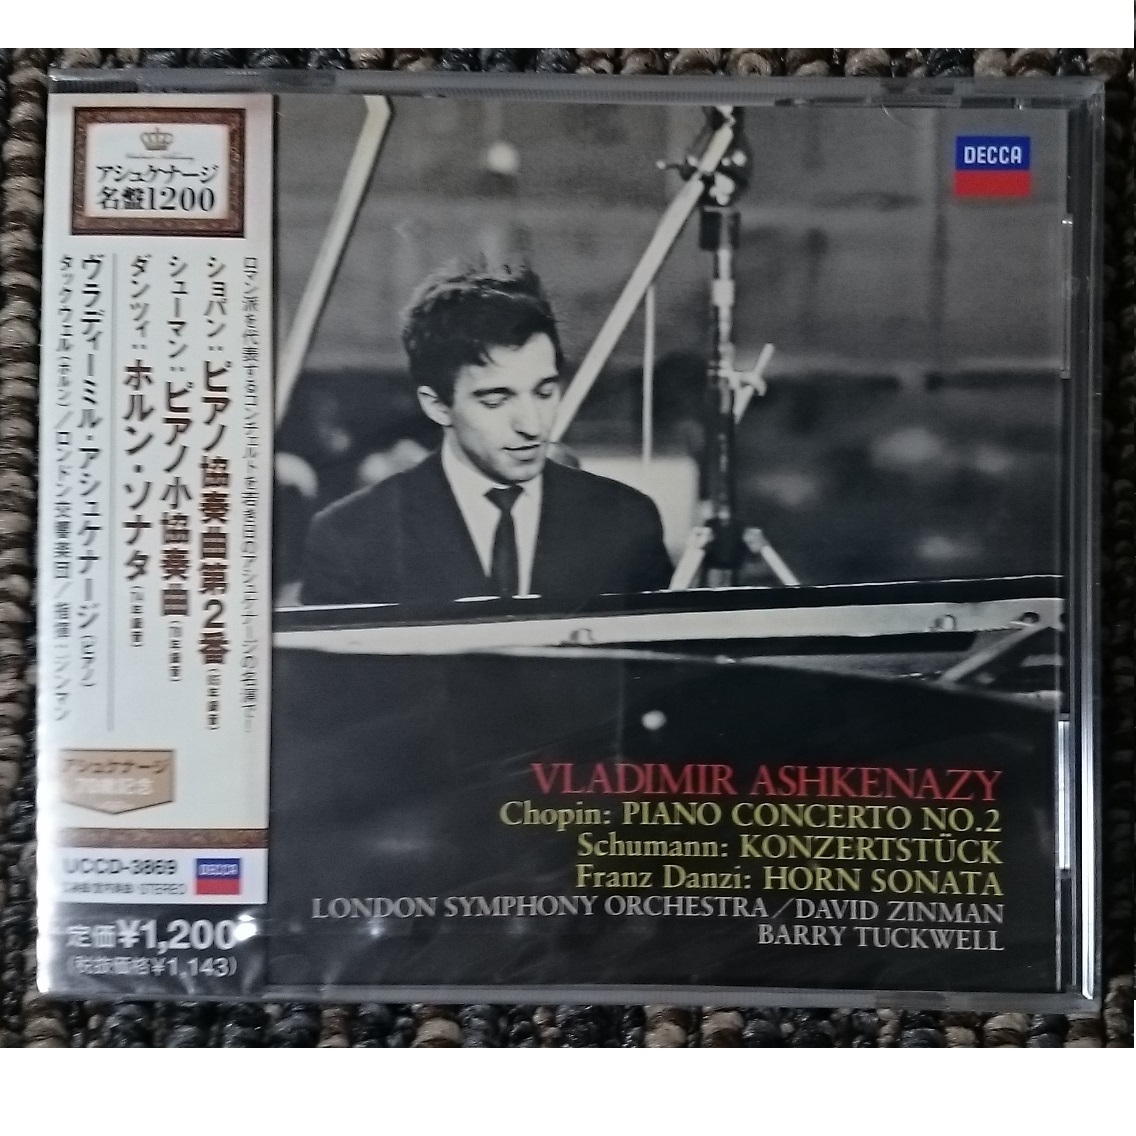 アシュケナージ
名盤1200
ロマン派を代表するコンチェルトを若き日のアシュケナージの名演で!
ショパン:ピアノ協奏曲第2番
シューマン:ピアノ小協奏曲
ダンツィ:ホルン・ソナタ
ヴラディーミル・アシュケナージ(ピアノ)
タックウェル(ホルン)/ロンドン交響楽団/指揮:ジンマン
アシュケナージ
70歳記念
UCCD-3869
DECCA
STEREO
定価¥1,200
(税抜価格¥1,143)
DECCA
VLADIMIR ASHKENAZY
Chopin: PIANO CONCERTO NO.2
Schumann: KONZERTSTÜCK
Franz Danzi: HORN SONATA
LONDON SYMPHONY ORCHESTRA/DAVID ZINMAN
BARRY TUCKWELL